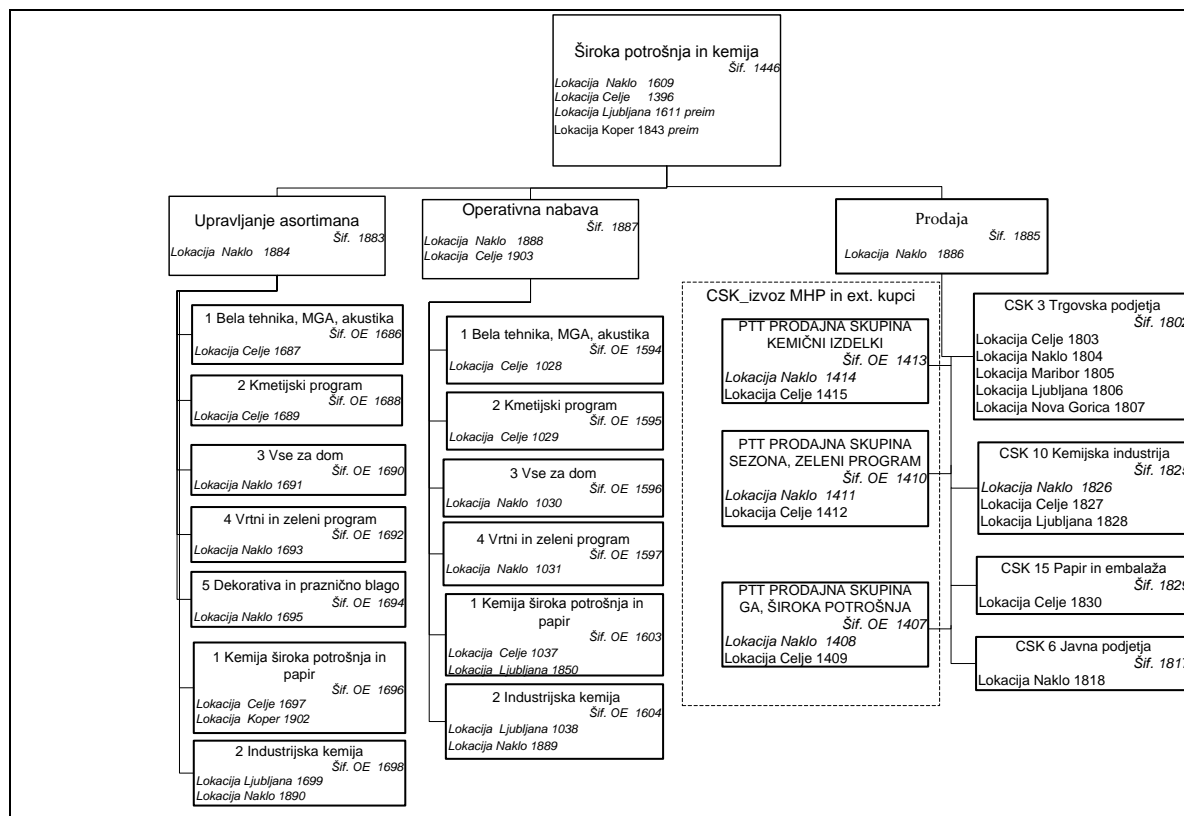 Široka potrošnja in kemija
Šif. 1446
Lokacija Naklo 1609
Lokacija Celje 1396
Lokacija Ljubljana 1611 preim
Lokacija Koper 1843 preim
Upravljanje asortimana
Šif. 1883
Lokacija Naklo 1884
1 Bela tehnika, MGA, akustika
Šif. OE 1686
Lokacija Celje 1687
2 Kmetijski program
Šif. OE 1688
Lokacija Celje 1689
3 Vse za dom
Šif. OE 1690
Lokacija Naklo 1691
4 Vrtni in zeleni program
Šif. OE 1692
Lokacija Naklo 1693
5 Dekorativa in praznično blago
Šif. OE 1694
Lokacija Naklo 1695
1 Kemija široka potrošnja in
papir
Šif. OE 1696
Lokacija Celje 1697
Lokacija Koper 1902
2 Industrijska kemija
Šif. OE 1698
Lokacija Ljubljana 1699
Lokacija Naklo 1890
Operativna nabava
Šif. 1887
Lokacija Naklo 1888
Lokacija Celje 1903
1 Bela tehnika, MGA, akustika
Šif. OE 1594
Lokacija Celje 1028
2 Kmetijski program
Šif. OE 1595
Lokacija Celje 1029
3 Vse za dom
Šif. OE 1596
Lokacija Naklo 1030
4 Vrtni in zeleni program
Šif. OE 1597
Lokacija Naklo 1031
1 Kemija široka potrošnja in
papir
Šif. OE 1603
Lokacija Celje 1037
Lokacija Ljubljana 1850
2 Industrijska kemija
Šif. OE 1604
Lokacija Ljubljana 1038
Lokacija Naklo 1889
Prodaja
Šif. 1885
Lokacija Naklo 1886
CSK_izvoz MHP in ext. kupci
PTT PRODAJNA SKUPINA
KEMIČNI IZDELKI
Šif. OE 1413
Lokacija Naklo 1414
Lokacija Celje 1415
PTT PRODAJNA SKUPINA
SEZONA, ZELENI PROGRAM
Šif. OE 1410
Lokacija Naklo 1411
Lokacija Celje 1412
PTT PRODAJNA SKUPINA
GA, ŠIROKA POTROŠNJA
Šif. OE 1407
Lokacija Naklo 1408
Lokacija Celje 1409
CSK 3 Trgovska podjetja
Šif. 1802
Lokacija Celje 1803
Lokacija Naklo 1804
Lokacija Maribor 1805
Lokacija Ljubljana 1806
Lokacija Nova Gorica 1807
CSK 10 Kemijska industrija
Šif. 1825
Lokacija Naklo 1826
Lokacija Celje 1827
Lokacija Ljubljana 1828
CSK 15 Papir in embalaža
Šif. 1829
Lokacija Celje 1830
CSK 6 Javna podjetja
Šif. 1817
Lokacija Naklo 1818